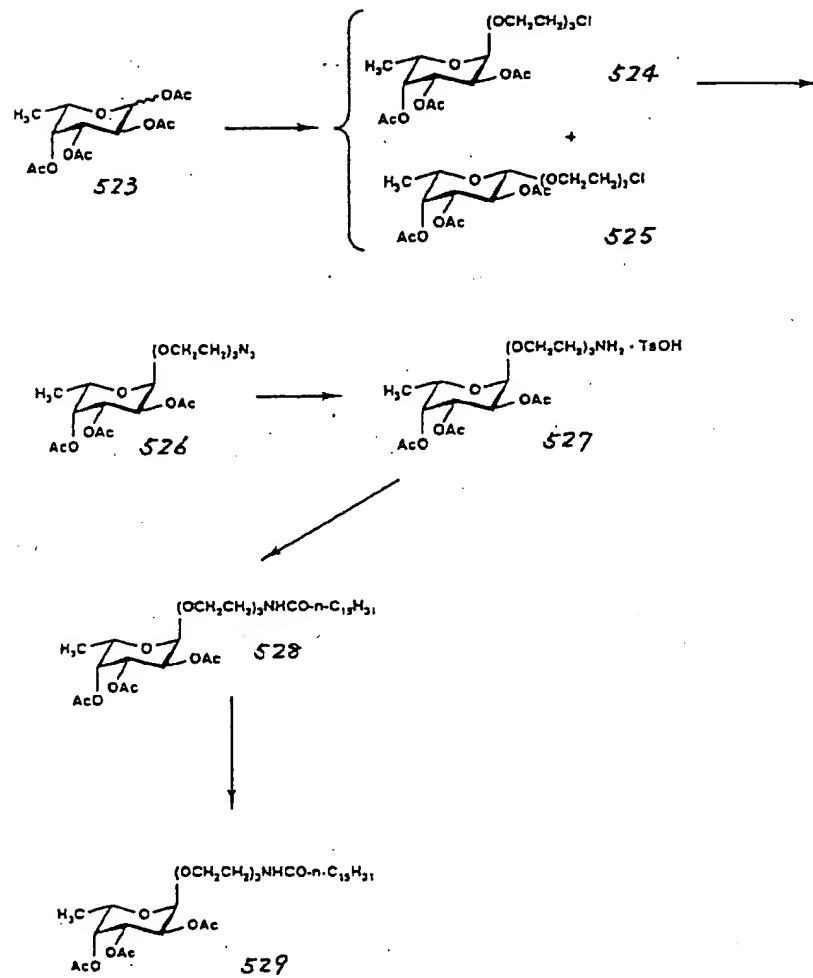 (OCH₂CH₂)₃Cl
H₃C
O
OAc
OAc
AcO
524
H₃C
O
OAc
OAc
OAc
AcO
523
+
H₃C
O
(OCH₂CH₂)₃Cl
OAc
OAc
AcO
525
(OCH₂CH₂)₃N₃
H₃C
O
OAc
OAc
AcO
526
(OCH₂CH₂)₃NH₂ · TsOH
H₃C
O
OAc
OAc
AcO
527
(OCH₂CH₂)₃NHCO-n-C₁₅H₃₁
H₃C
O
OAc
OAc
AcO
528
(OCH₂CH₂)₃NHCO-n-C₁₅H₃₁
H₃C
O
OAc
OAc
AcO
529